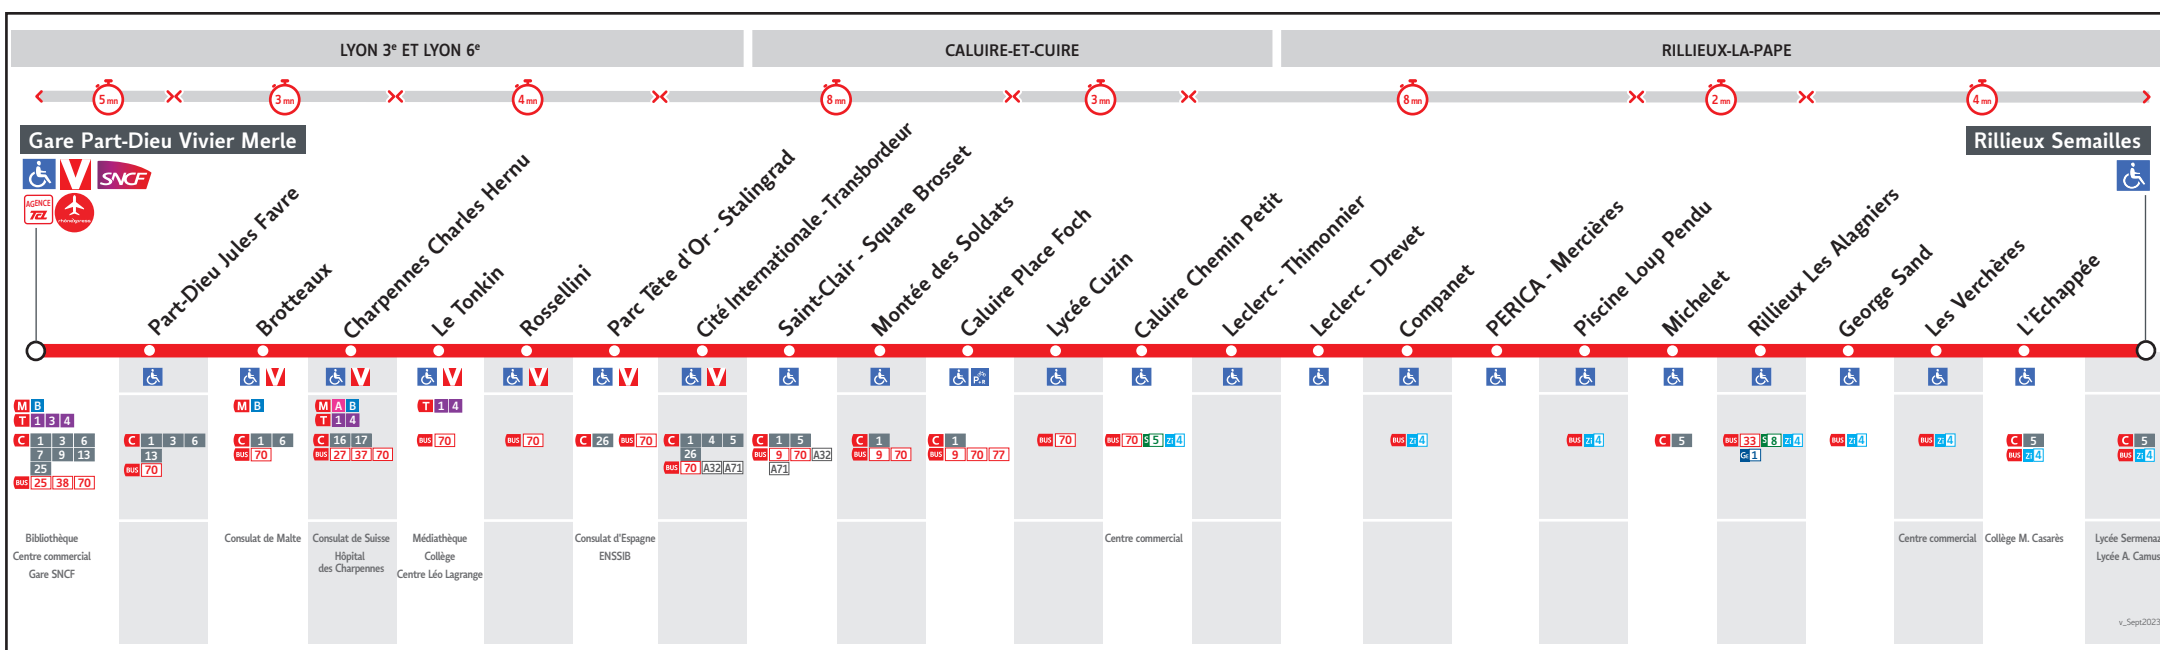 LYON 3e ET LYON 6e
CALUIRE-ET-CUIRE
RILLIEUX-LA-PAPE
5 mn
3 mn
4 mn
8 mn
3 mn
8 mn
2 mn
4 mn
Gare Part-Dieu Vivier Merle
Rillieux Semailles
SNCF
AGENCE
TCL
rhônexpress
Part-Dieu Jules Favre
Brotteaux
Charpennes Charles Hernu
Le Tonkin
Rossellini
Parc Tête d'Or - Stalingrad
Cité Internationale - Transbordeur
Saint-Clair - Square Brosset
Montée des Soldats
Caluire Place Foch
Lycée Cuzin
Caluire Chemin Petit
Leclerc - Thimonnier
Leclerc - Drevet
Companet
PERICA - Mercières
Piscine Loup Pendu
Michelet
Rillieux Les Alagniers
George Sand
Les Verchères
L'Echappée
P+R
M B
T 1 3 4
C 1 3 6
7 9 13
25
BUS 25 38 70
C 1 3 6
13
BUS 70
M B
C 1 6
BUS 70
M A B
T 1 4
C 16 17
BUS 27 37 70
T 1 4
BUS 70
BUS 70
C 26 BUS 70
C 1 4 5
26
BUS 70 A32 A71
C 1 5
BUS 9 70 A32
A71
C 1
BUS 9 70
C 1
BUS 9 70 77
BUS 70
BUS 70 S 5 Zi 4
BUS Zi 4
BUS Zi 4
C 5
BUS 33 S 8 Zi 4
Ge 1
BUS Zi 4
BUS Zi 4
C 5
BUS Zi 4
C 5
BUS Zi 4
Bibliothèque
Centre commercial
Gare SNCF
Consulat de Malte
Consulat de Suisse
Hôpital
des Charpennes
Médiathèque
Collège
Centre Léo Lagrange
Consulat d'Espagne
ENSSIB
Centre commercial
Centre commercial
Collège M. Casarès
Lycée Sermenaz
Lycée A. Camus
v_Sept2023